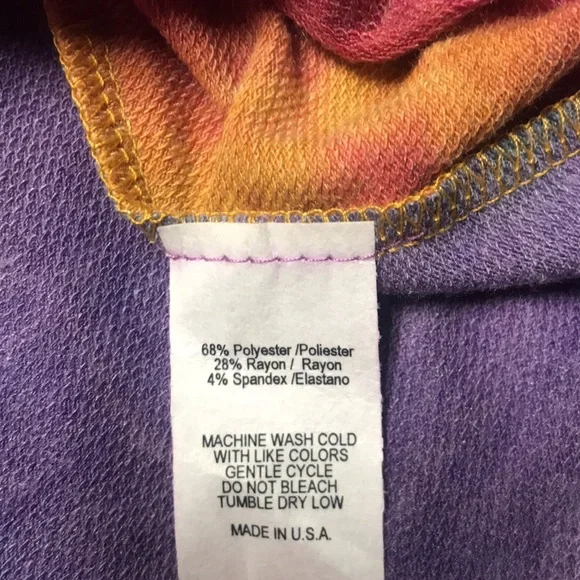 68% Polyester /Poliester
28% Rayon / Rayon
4% Spandex /Elastano
MACHINE WASH COLD
WITH LIKE COLORS
GENTLE CYCLE
DO NOT BLEACH
TUMBLE DRY LOW
MADE IN U.S.A.